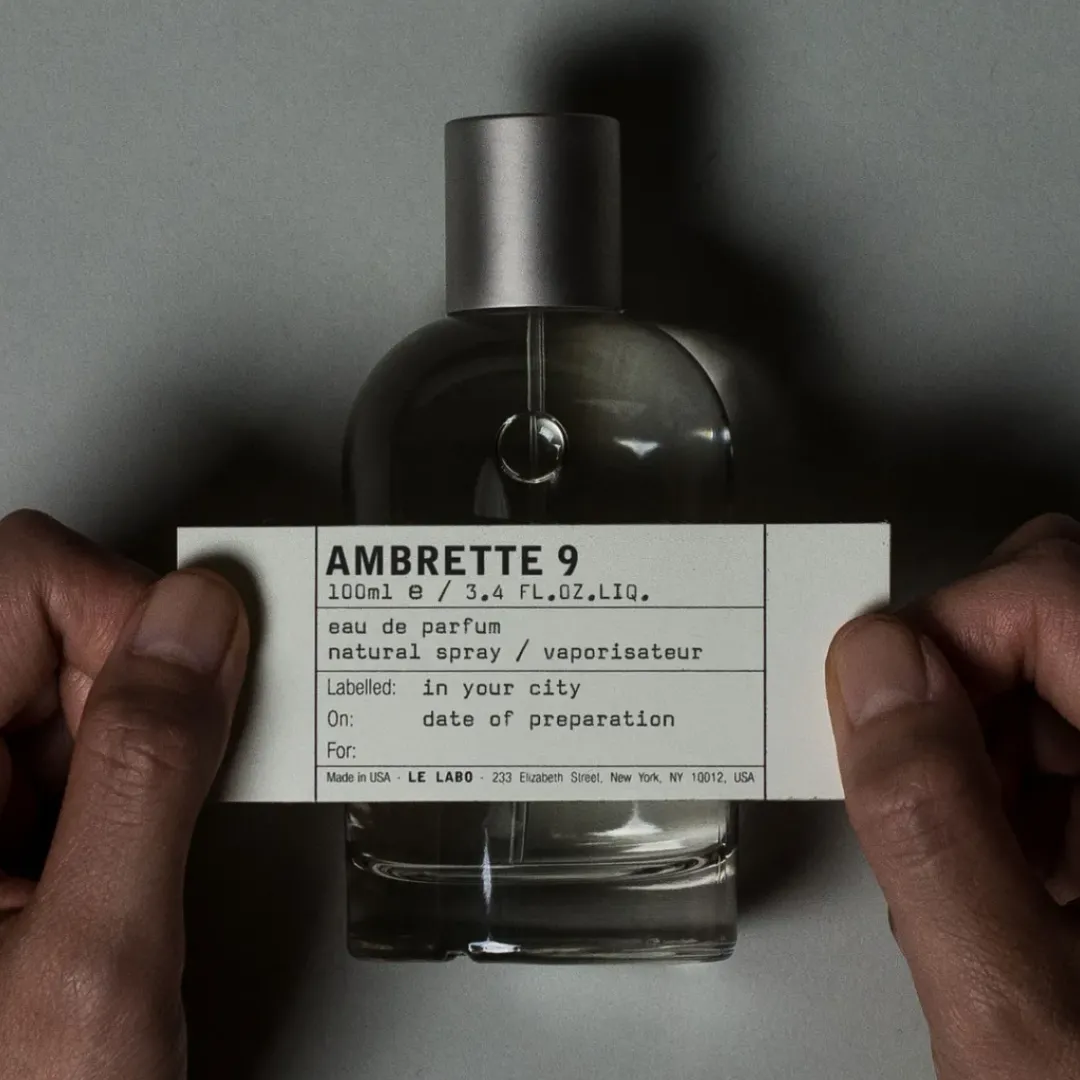 AMBRETTE 9
100ml e / 3.4 FL.OZ.LIQ.
eau de parfum
natural spray / vaporisateur
Labelled: in your city
On: date of preparation
For:
Made in USA - LE LABO - 233 Elizabeth Street, New York, NY 10012, USA